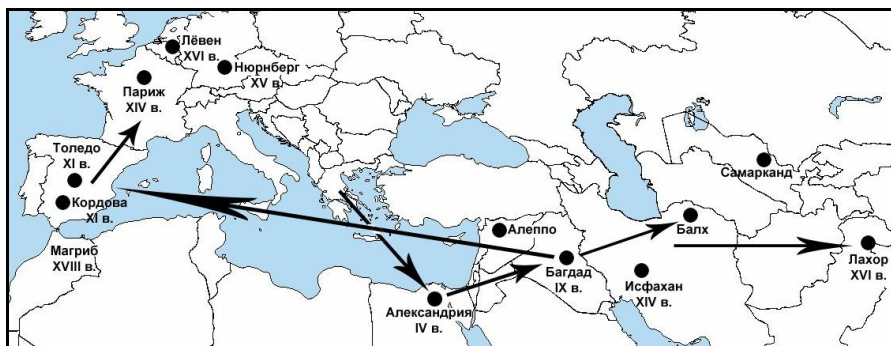 Лёвен
XVI в.
Нюрнберг
XV в.
Париж
XIV в.
Толедо
XI в.
Кордова
XI в.
Магриб
XVIII в.
Алеппо
Багдад
IX в.
Александрия
IV в.
Самарканд
Балх
Исфахан
XIV в.
Лахор
XVI в.